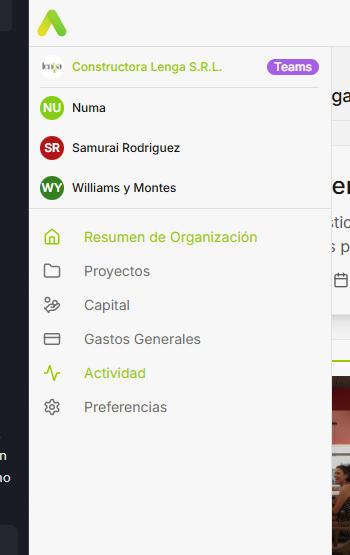 lenga
Constructora Lenga S.R.L.
Teams
NU
Numa
SR
Samurai Rodriguez
WY
Williams y Montes
Resumen de Organización
Proyectos
Capital
Gastos Generales
Actividad
Preferencias